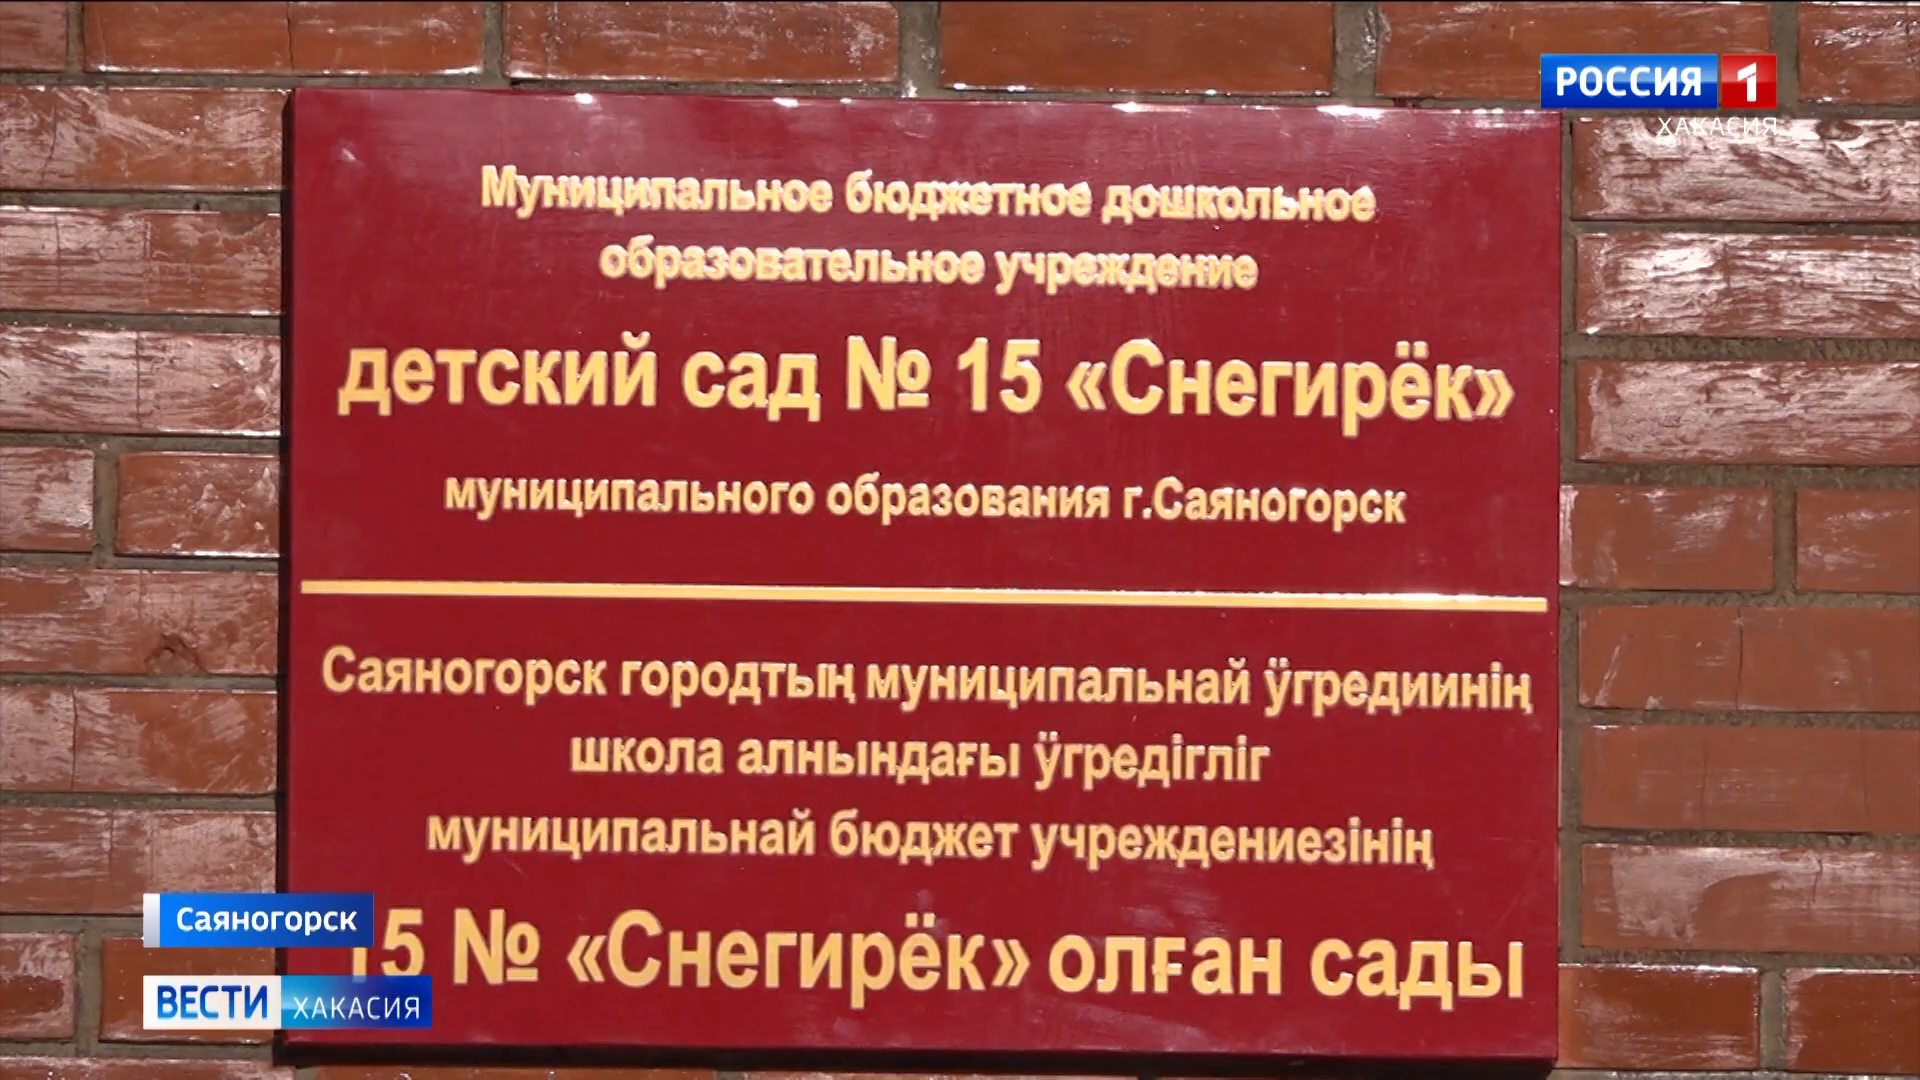 РОССИЯ 1
ХАКАСИЯ
Муниципальное бюджетное дошкольное
образовательное учреждение
детский сад № 15 «Снегирёк»
муниципального образования г.Саяногорск
Саяногорск городтың муниципальнай ӱгредиинің
школа алнындағы ӱгредігліг
муниципальнай бюджет учреждениезінің
15 № «Снегирёк» олған сады
Саяногорск
ВЕСТИ ХАКАСИЯ